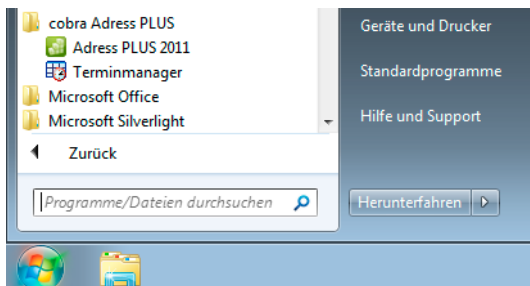 cobra Adress PLUS
Adress PLUS 2011
Terminmanager
Microsoft Office
Microsoft Silverlight
Zurück
Programme/Dateien durchsuchen
Geräte und Drucker
Standardprogramme
Hilfe und Support
Herunterfahren